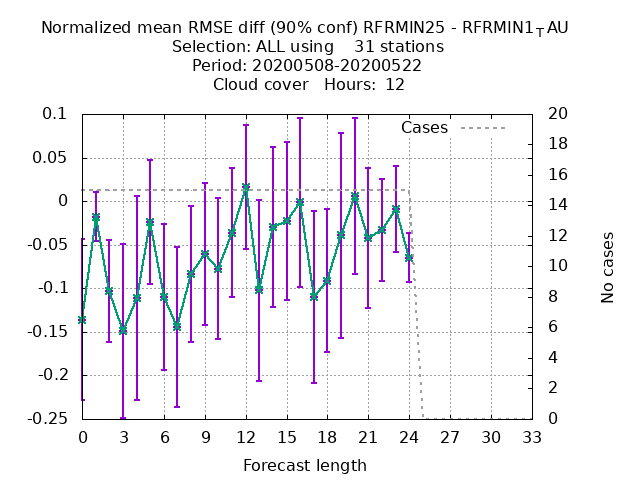 Normalized mean RMSE diff (90% conf) RFRMIN25 - RFRMIN1_TAU
Selection: ALL using    31 stations
Period: 20200508-20200522
Cloud cover   Hours:  12
Cases
0.1
0.05
0
-0.05
-0.1
-0.15
-0.2
-0.25
20
18
16
14
12
10
8
6
4
2
0
No cases
0 3 6 9 12 15 18 21 24 27 30 33
Forecast length